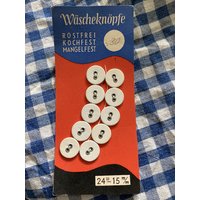 Wäscheknöpfe
ROSTFREI
KOCHFEST
MANGELFEST
24"-15 m/m